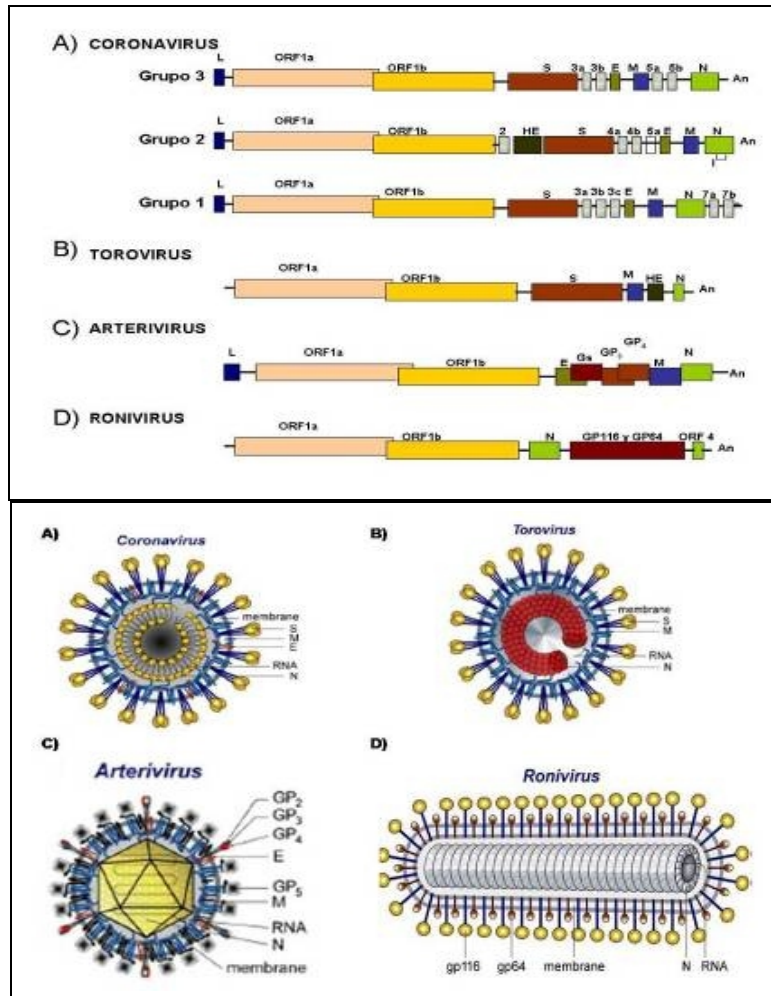 A) CORONAVIRUS
L ORF1a ORF1b S 3a 3b E M 5a 5b N An
Grupo 3
L ORF1a ORF1b 2 HE S 4a 4b 5a E M N An
Grupo 2
I
L ORF1a ORF1b S 3a 3b 3c E M N 7a 7b
Grupo 1
B) TOROVIRUS
ORF1a ORF1b S M HE N An
C) ARTERIVIRUS
L ORF1a ORF1b E Gs GP GP4 M N An
D) RONIVIRUS
ORF1a ORF1b N GP116 y GP64 ORF 4 An
A) Coronavirus
membrane
S
M
E
RNA
N
B) Torovirus
membrane
S
M
RNA
N
C) Arterivirus
GP2
GP3
GP4
E
GP5
M
RNA
N
membrane
D) Ronivirus
gp116 gp64 membrane N RNA